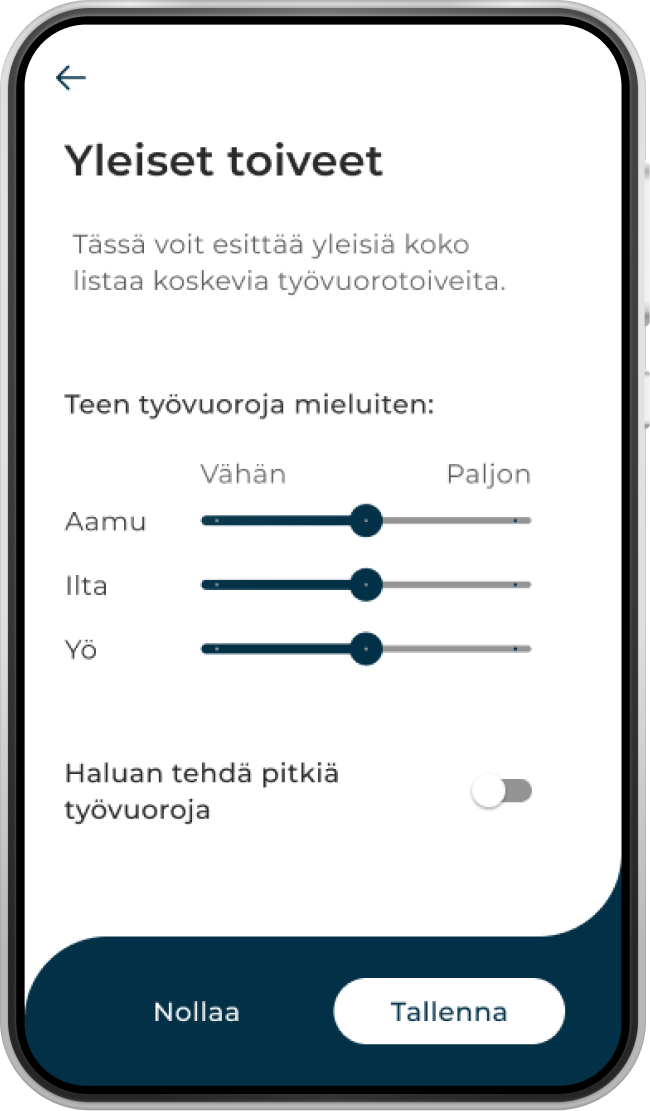 Yleiset toiveet
Tässä voit esittää yleisiä koko
listaa koskevia työvuorotoiveita.
Teen työvuoroja mieluiten:
Vähän Paljon
Aamu
Ilta
Yö
Haluan tehdä pitkiä
työvuoroja
Nollaa Tallenna